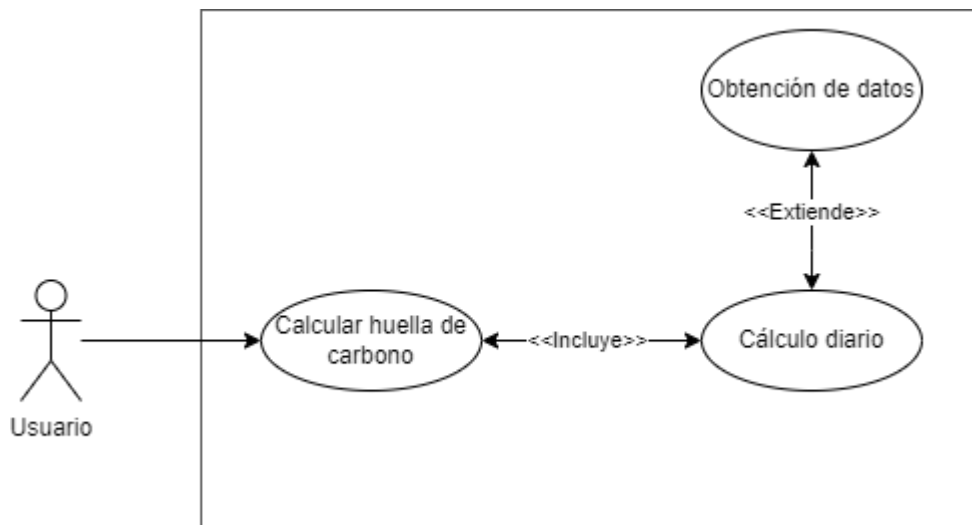 Obtención de datos
<<Extiende>>
Calcular huella de
carbono
<<Incluye>>
Cálculo diario
Usuario